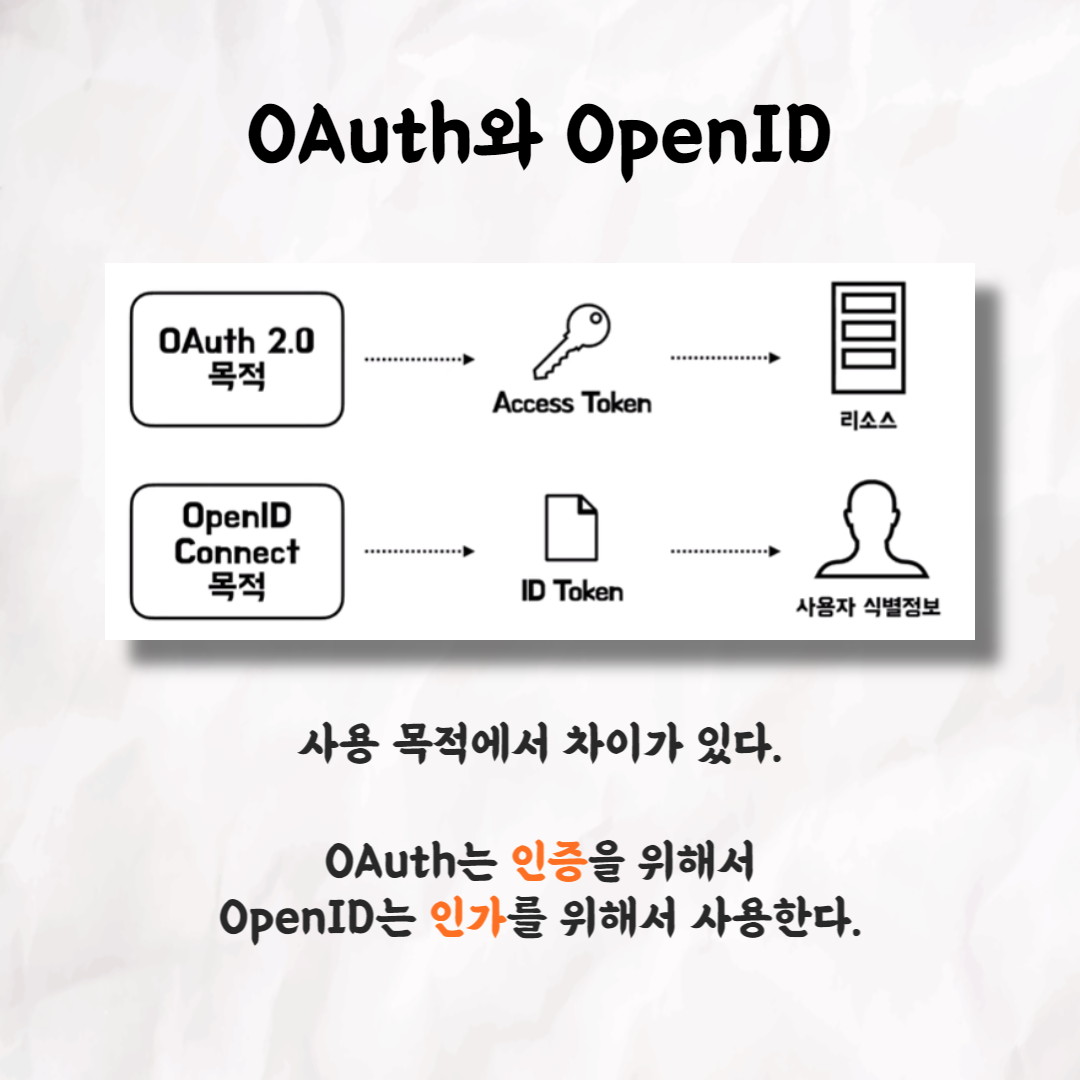 OAuth와 OpenID
OAuth 2.0
목적
Access Token
리소스
OpenID
Connect
목적
ID Token
사용자 식별정보
사용 목적에서 차이가 있다.
OAuth는 인증을 위해서
OpenID는 인가를 위해서 사용한다.